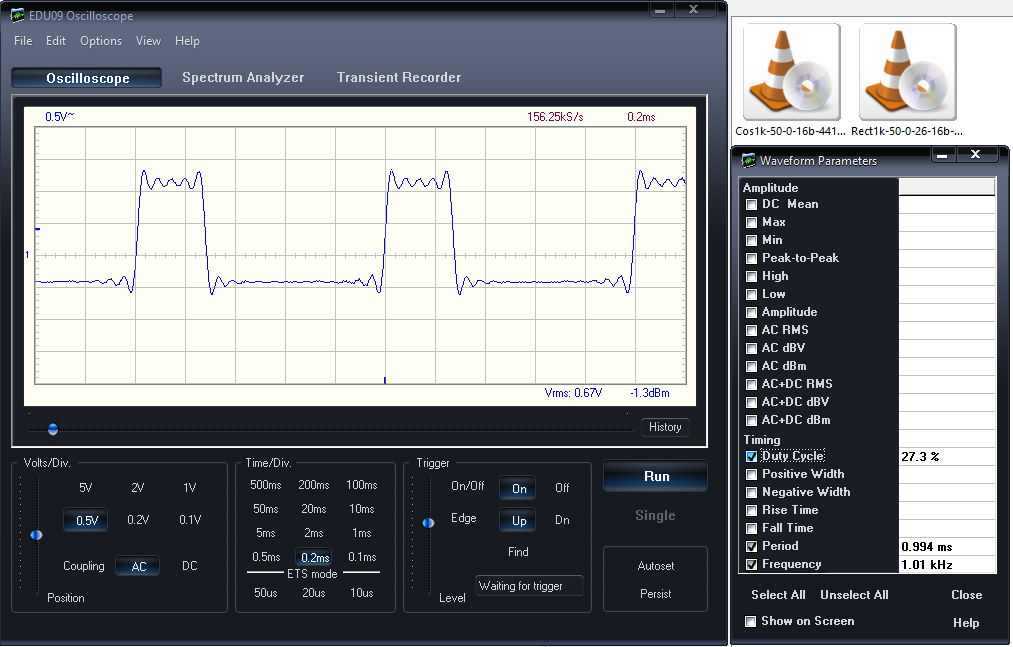 EDU09 Oscilloscope
File Edit Options View Help
Oscilloscope Spectrum Analyzer Transient Recorder
0.5V~ 156.25kS/s 0.2ms
1
Vrms: 0.67V -1.3dBm
History
Volts/Div.
5V 2V 1V
0.5V 0.2V 0.1V
Coupling AC DC
Position
Time/Div.
500ms 200ms 100ms
50ms 20ms 10ms
5ms 2ms 1ms
0.5ms 0.2ms 0.1ms
ETS mode
50us 20us 10us
Trigger
On/Off On Off
Edge Up Dn
Find
Waiting for trigger
Level
Run
Single
Autoset
Persist
Cos1k-50-0-16b-441... Rect1k-50-0-26-16b-...
Waveform Parameters
Amplitude
DC Mean
Max
Min
Peak-to-Peak
High
Low
Amplitude
AC RMS
AC dBV
AC dBm
AC+DC RMS
AC+DC dBV
AC+DC dBm
Timing
Duty Cycle 27.3 %
Positive Width
Negative Width
Rise Time
Fall Time
Period 0.994 ms
Frequency 1.01 kHz
Select All Unselect All Close
Show on Screen Help